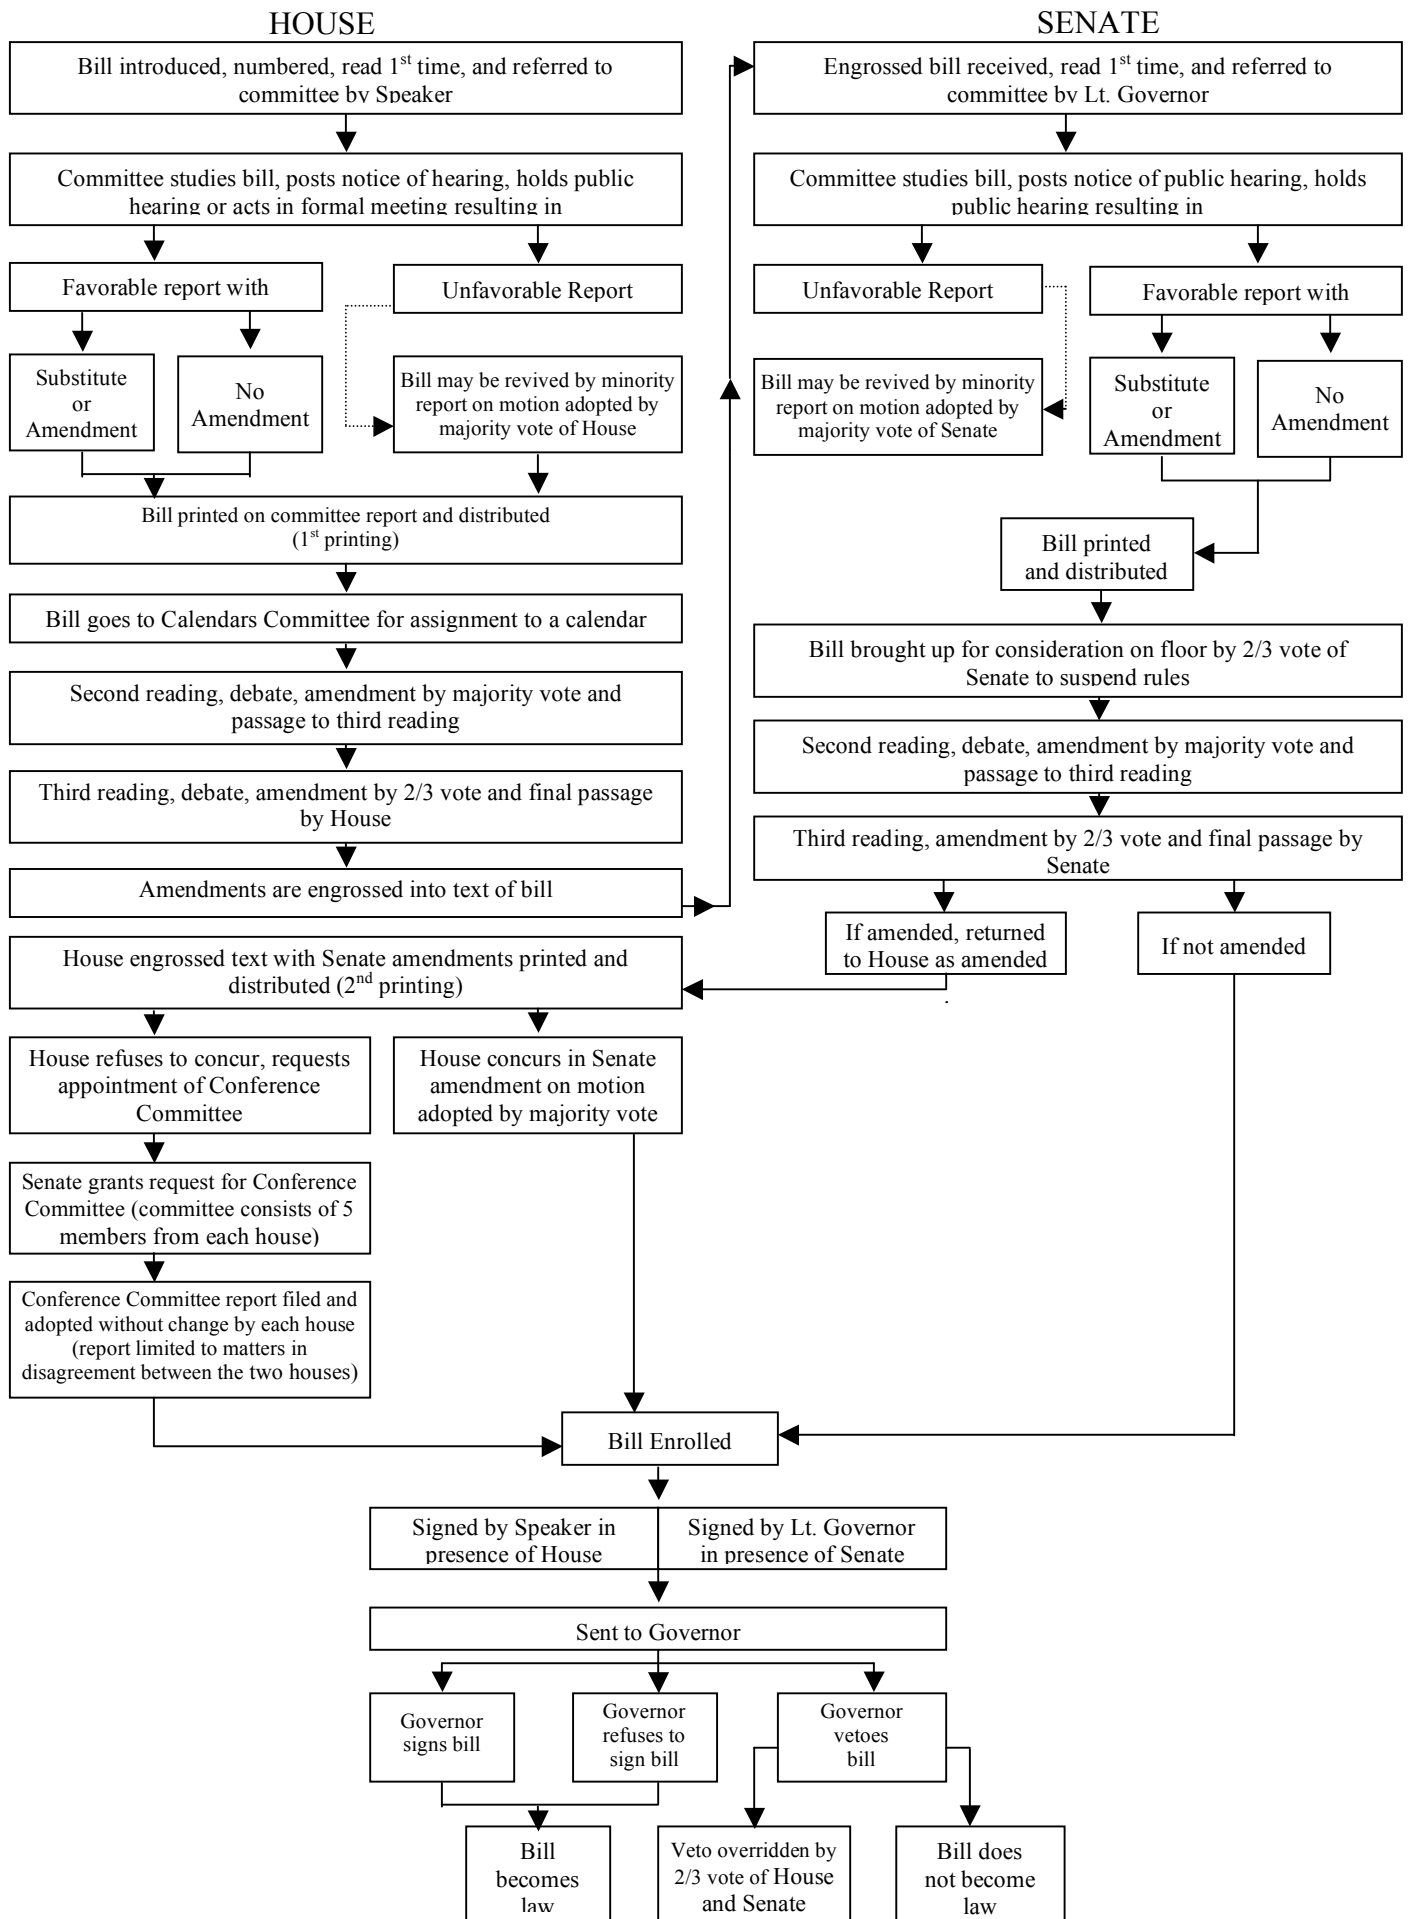 HOUSE
Bill introduced, numbered, read 1st time, and referred to
committee by Speaker
Committee studies bill, posts notice of hearing, holds public
hearing or acts in formal meeting resulting in
Favorable report with
Unfavorable Report
Substitute
or
Amendment
No
Amendment
Bill may be revived by minority
report on motion adopted by
majority vote of House
Bill printed on committee report and distributed
(1st printing)
Bill goes to Calendars Committee for assignment to a calendar
Second reading, debate, amendment by majority vote and
passage to third reading
Third reading, debate, amendment by 2/3 vote and final passage
by House
Amendments are engrossed into text of bill
SENATE
Engrossed bill received, read 1st time, and referred to
committee by Lt. Governor
Committee studies bill, posts notice of public hearing, holds
public hearing resulting in
Unfavorable Report
Favorable report with
Bill may be revived by minority
report on motion adopted by
majority vote of Senate
Substitute
or
Amendment
No
Amendment
Bill printed
and distributed
Bill brought up for consideration on floor by 2/3 vote of
Senate to suspend rules
Second reading, debate, amendment by majority vote and
passage to third reading
Third reading, amendment by 2/3 vote and final passage by
Senate
If amended, returned
to House as amended
If not amended
House engrossed text with Senate amendments printed and
distributed (2nd printing)
House refuses to concur, requests
appointment of Conference
Committee
House concurs in Senate
amendment on motion
adopted by majority vote
Senate grants request for Conference
Committee (committee consists of 5
members from each house)
Conference Committee report filed and
adopted without change by each house
(report limited to matters in
disagreement between the two houses)
Bill Enrolled
Signed by Speaker in
presence of House
Signed by Lt. Governor
in presence of Senate
Sent to Governor
Governor
signs bill
Governor
refuses to
sign bill
Governor
vetoes
bill
Bill
becomes
law
Veto overridden by
2/3 vote of House
and Senate
Bill does
not become
law